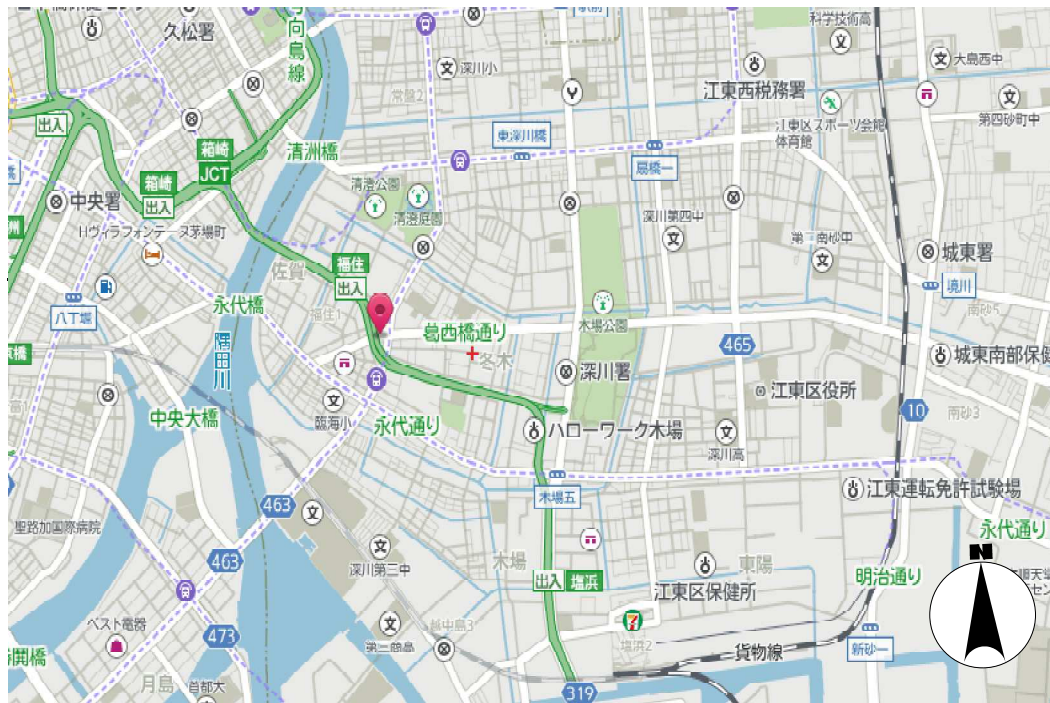 久松署
向島線
深川小
常盤2
科学技術高
大島西中
江東西税務署
第四砂町中
出入
箱崎
JCT
清洲橋
東深川橋
扇橋一
江東区スポーツ会館
体育館
箱崎
出入
中央署
清澄公園
清澄庭園
Hヴィラフォンテーヌ茅場町
深川第四中
第二南砂中
城東署
佐賀
福住
出入
福住1
境川
南砂5
永代橋
八丁堀
隅田川
葛西橋通り
木場公園
465
冬木
深川署
城東南部保健
江東区役所
中央大橋
臨海小
永代通り
ハローワーク木場
深川高
10
南砂3
木場五
463
江東運転免許試験場
聖路加国際病院
永代通り
463
深川第三中
木場
東陽
N
明治通り
出入
塩浜
江東区保健所
ベスト電器
473
越中島3
塩浜2
貨物線
新砂一
月島
首都大
319